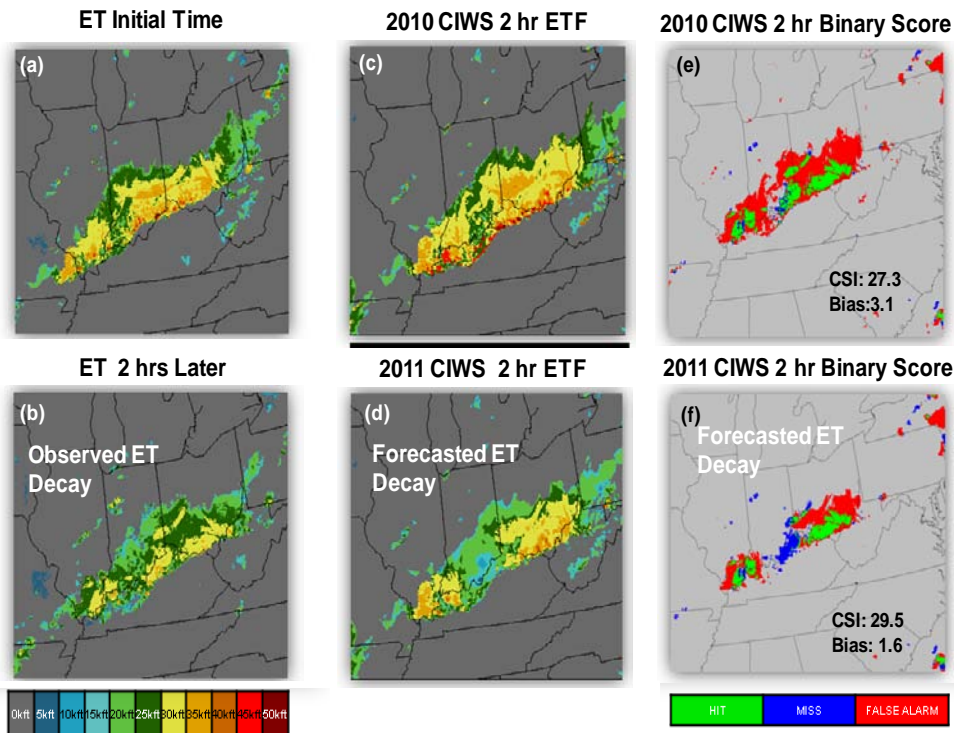 ET Initial Time
2010 CIWS 2 hr ETF
2010 CIWS 2 hr Binary Score
(a)
(c)
(e)
CSI: 27.3
Bias:3.1
ET 2 hrs Later
2011 CIWS 2 hr ETF
2011 CIWS 2 hr Binary Score
(b)
Observed ET
Decay
(d)
Forecasted ET
Decay
(f)
Forecasted ET
Decay
CSI: 29.5
Bias: 1.6
0kft 5kft 10kft 15kft 20kft 25kft 30kft 35kft 40kft 45kft 50kft
HIT MISS FALSE ALARM